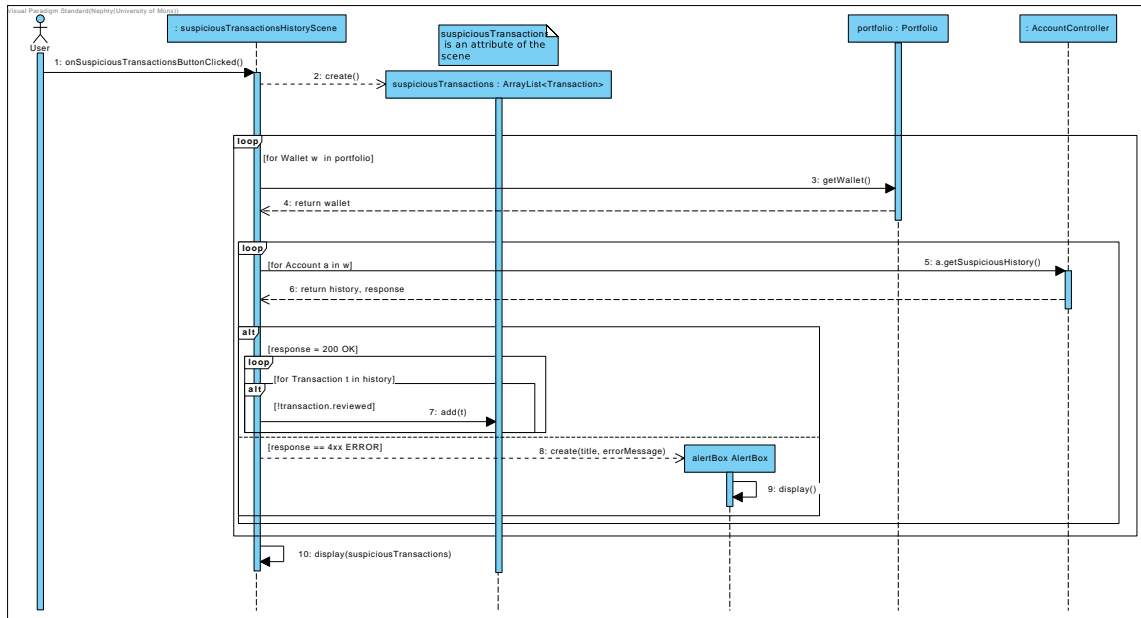 Visual Paradigm Standard(Nephry(University of Mons))
User
: suspiciousTransactionsHistoryScene
suspiciousTransactions
is an attribute of the
scene
portfolio : Portfolio
: AccountController
1: onSuspiciousTransactionsButtonClicked()
2: create()
suspiciousTransactions : ArrayList<Transaction>
loop
[for Wallet w in portfolio]
3: getWallet()
4: return wallet
loop
[for Account a in w]
5: a.getSuspiciousHistory()
6: return history, response
alt
[response = 200 OK]
loop
[for Transaction t in history]
alt
[!transaction.reviewed]
7: add(t)
[response == 4xx ERROR]
8: create(title, errorMessage)
alertBox AlertBox
9: display()
10: display(suspiciousTransactions)